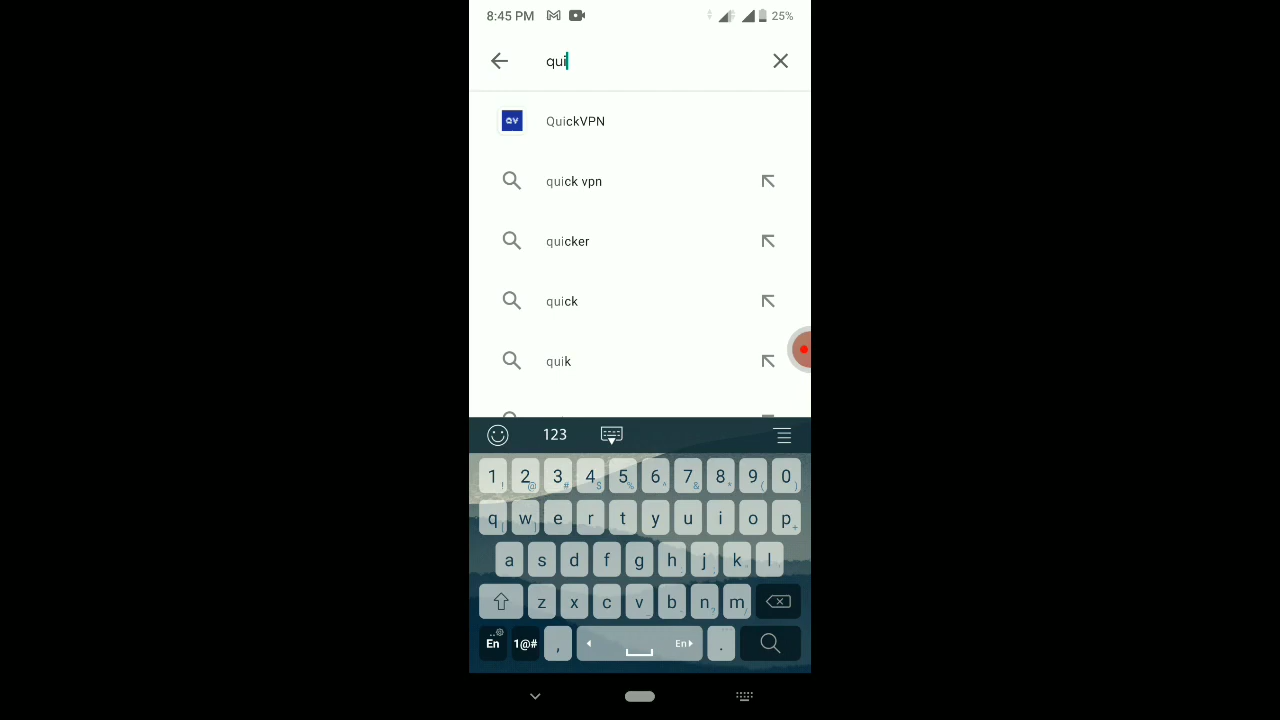 8:45 PM 25%
qui
QV QuickVPN
quick vpn
quicker
quick
quik
123
1 ! 2 @ 3 # 4 $ 5 % 6 ^ 7 & 8 * 9 ( 0 )
q [ w ] e r t y u i o p +
a s d f g h j k l
z x c v b n ? m /
En 1@# , En .